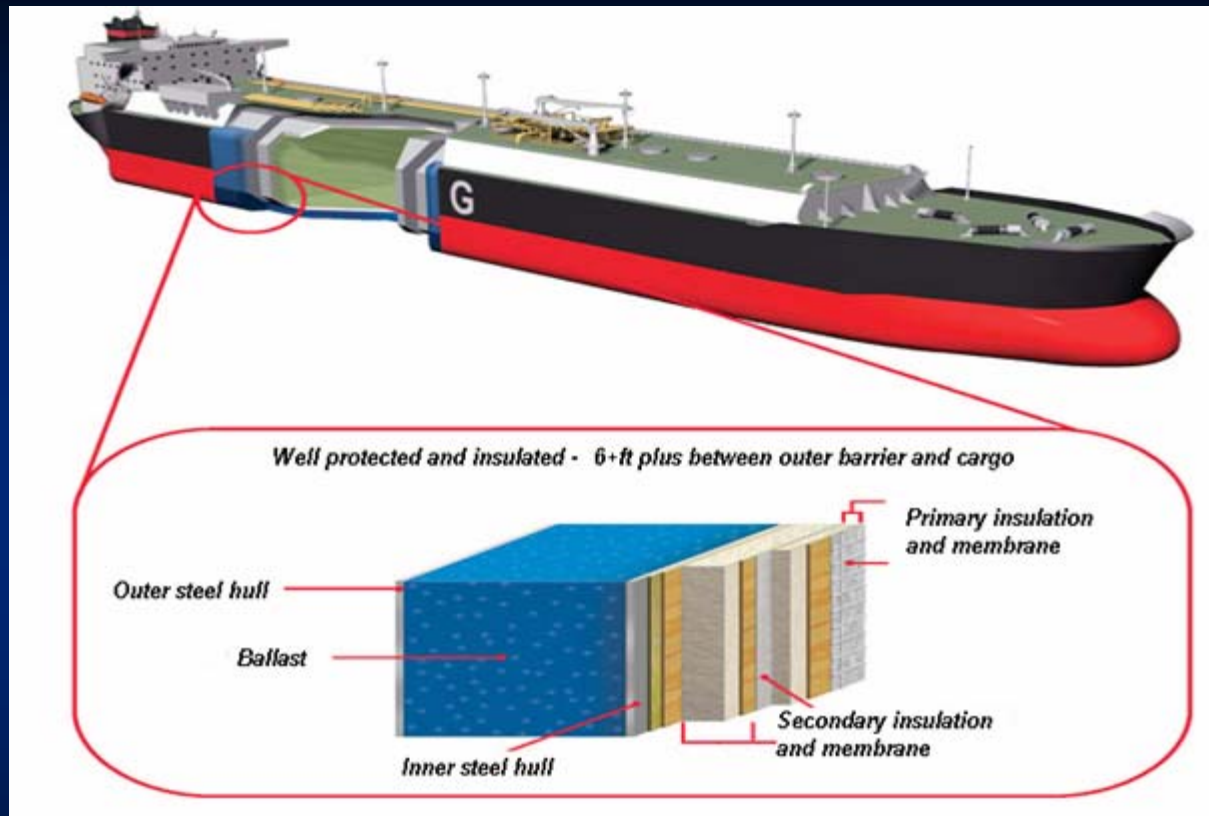 G
Well protected and insulated - 6+ft plus between outer barrier and cargo
Primary insulation
and membrane
Outer steel hull
Ballast
Secondary insulation
and membrane
Inner steel hull